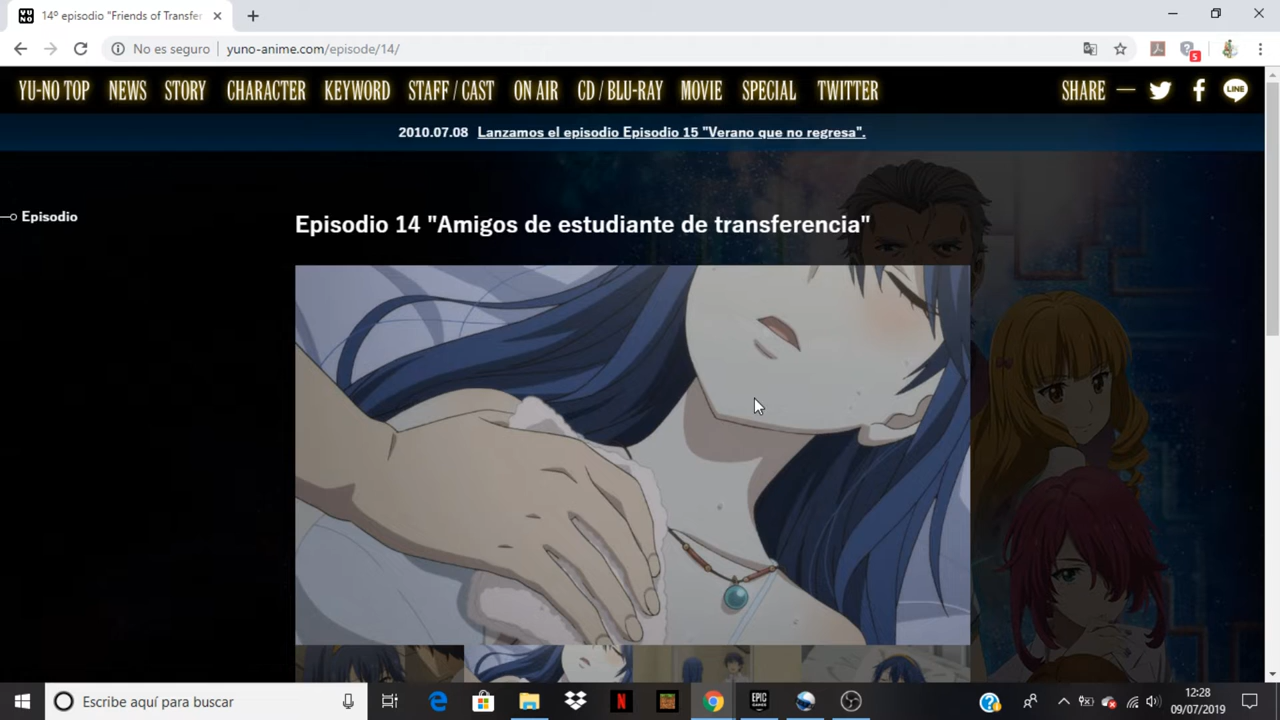 14º episodio "Friends of Transfer
No es seguro yuno-anime.com/episode/14/
5
YU-NO TOP NEWS STORY CHARACTER KEYWORD STAFF / CAST ON AIR CD / BLU-RAY MOVIE SPECIAL TWITTER SHARE LINE
2010.07.08 Lanzamos el episodio Episodio 15 "Verano que no regresa".
Episodio
Episodio 14 "Amigos de estudiante de transferencia"
Escribe aquí para buscar
12:28
09/07/2019